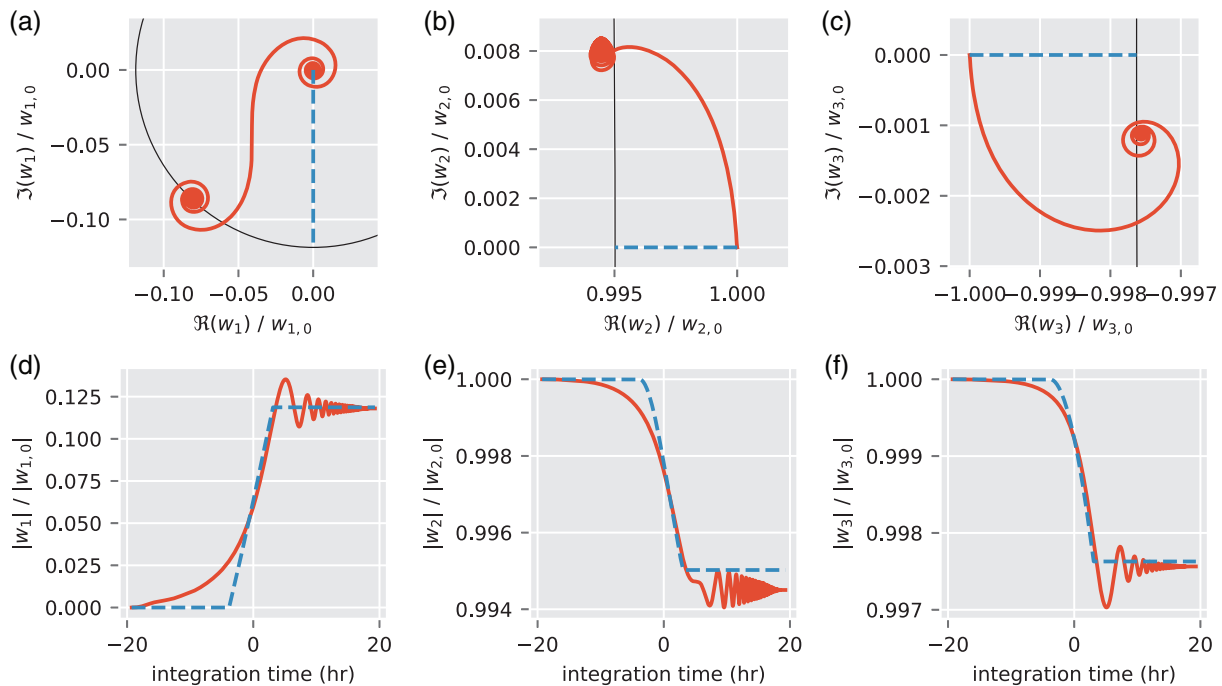 (a)
0.00
−0.05
−0.10
ℑ(w₁) / w₁,₀
−0.10
−0.05
0.00
ℜ(w₁) / w₁,₀
(b)
0.008
0.006
0.004
0.002
0.000
ℑ(w₂) / w₂,₀
0.995
1.000
ℜ(w₂) / w₂,₀
(c)
0.000
−0.001
−0.002
−0.003
ℑ(w₃) / w₃,₀
−1.000
−0.999
−0.998
−0.997
ℜ(w₃) / w₃,₀
(d)
0.125
0.100
0.075
0.050
0.025
0.000
|w₁| / |w₁,₀|
−20
0
20
integration time (hr)
(e)
1.000
0.998
0.996
0.994
|w₂| / |w₂,₀|
−20
0
20
integration time (hr)
(f)
1.000
0.999
0.998
0.997
|w₃| / |w₃,₀|
−20
0
20
integration time (hr)